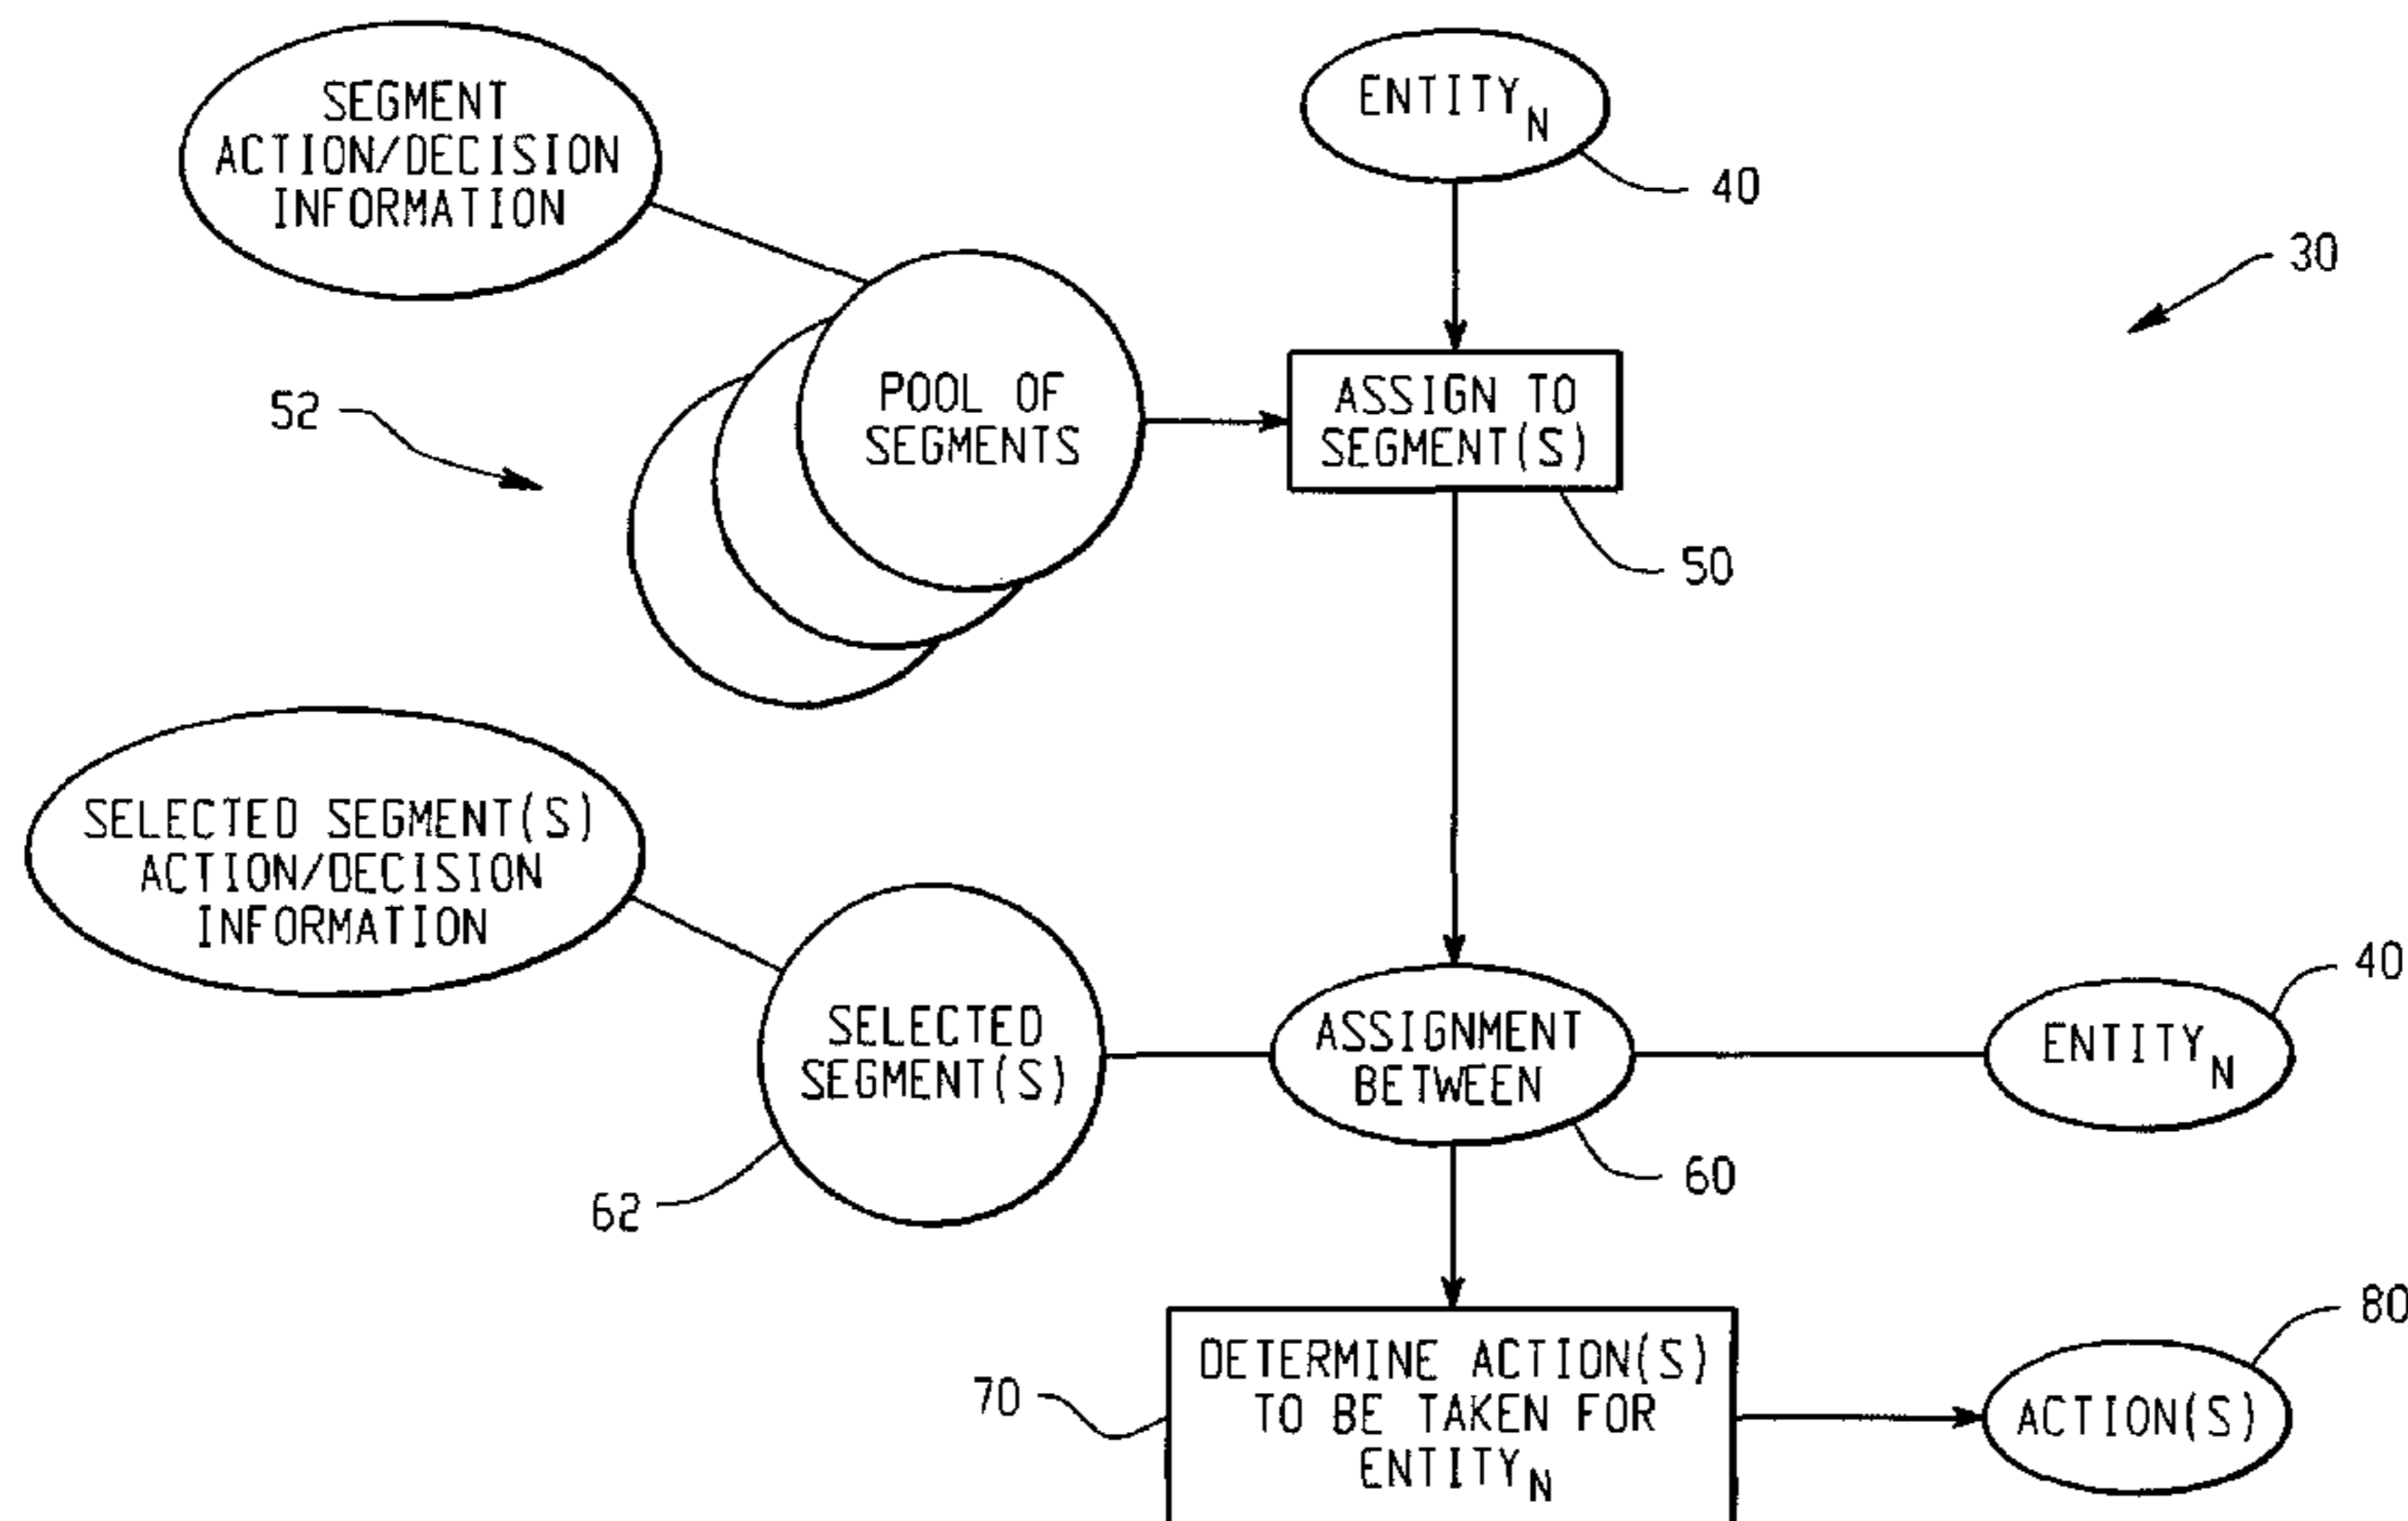 SEGMENT
ACTION/DECISION
INFORMATION
ENTITY N
40
30
52
POOL OF
SEGMENTS
ASSIGN TO
SEGMENT(S)
50
SELECTED SEGMENT(S)
ACTION/DECISION
INFORMATION
SELECTED
SEGMENT(S)
62
ASSIGNMENT
BETWEEN
60
ENTITY N
40
70
DETERMINE ACTION(S)
TO BE TAKEN FOR
ENTITY N
ACTION(S)
80